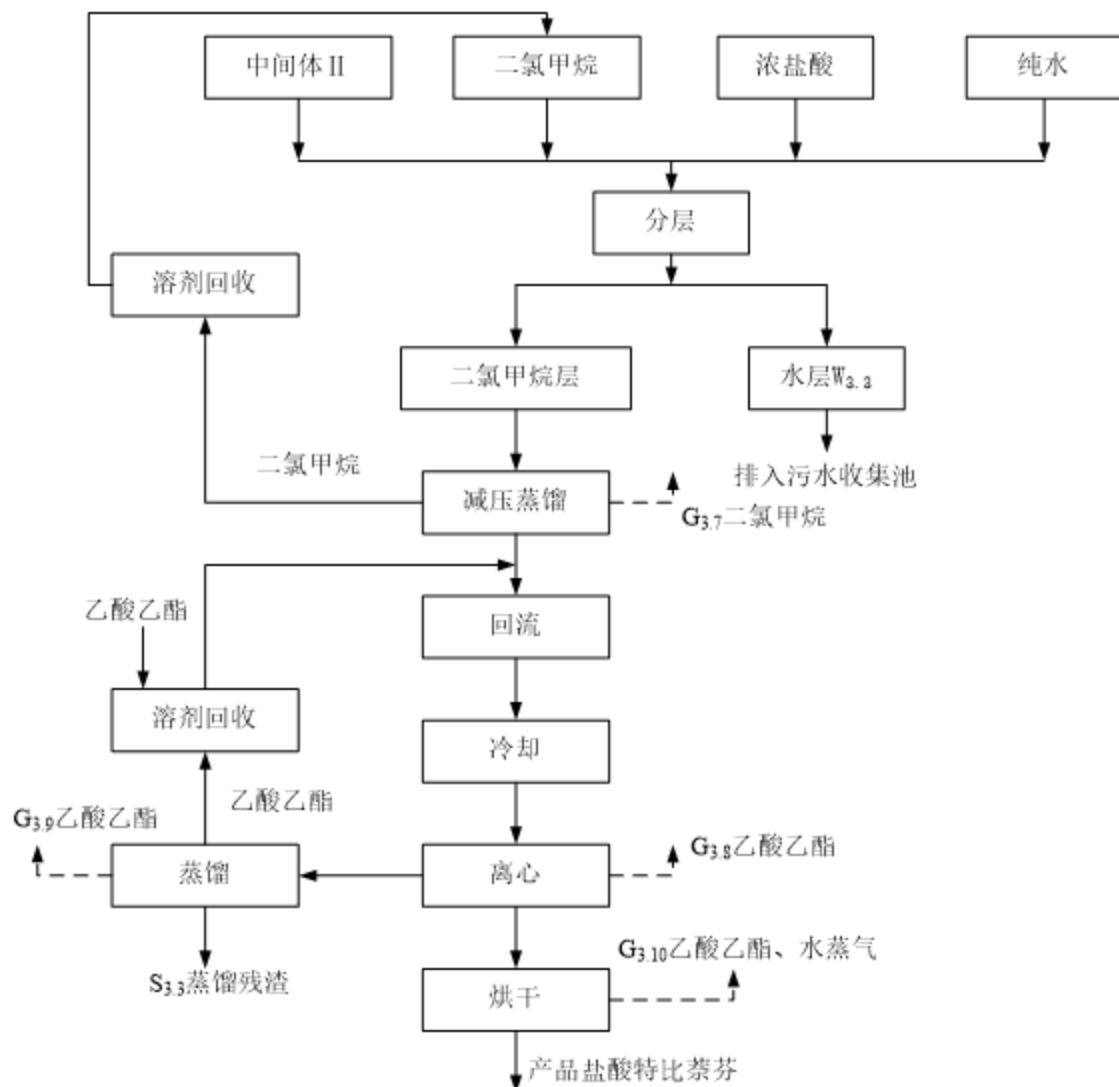 中间体Ⅱ
二氯甲烷
浓盐酸
纯水
分层
溶剂回收
二氯甲烷层
水层W₃.₃
二氯甲烷
减压蒸馏
排入污水收集池
G₃.₇二氯甲烷
乙酸乙酯
回流
溶剂回收
冷却
乙酸乙酯
G₃.₉乙酸乙酯
G₃.₈乙酸乙酯
蒸馏
离心
G₃.₁₀乙酸乙酯、水蒸气
S₃.₃蒸馏残渣
烘干
产品盐酸特比萘芬